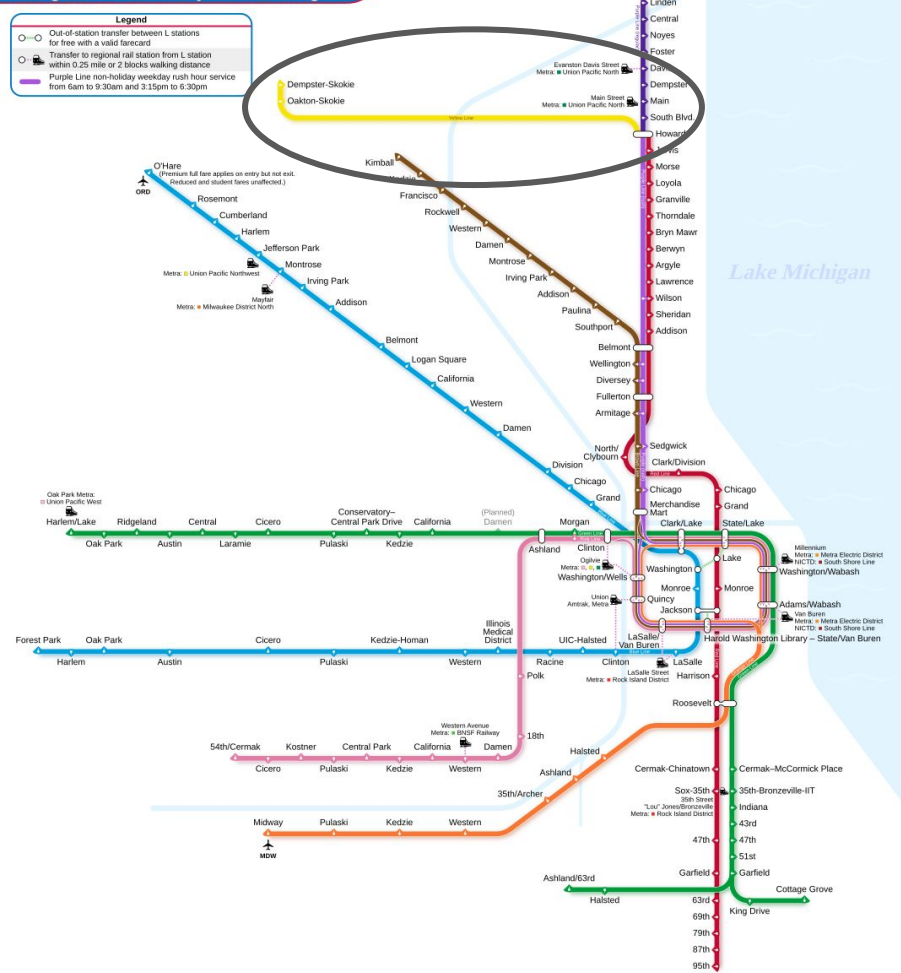 Legend
Out-of-station transfer between L stations
for free with a valid farecard
Transfer to regional rail station from L station
within 0.25 mile or 2 blocks walking distance
Purple Line non-holiday weekday rush hour service
from 6am to 9:30am and 3:15pm to 6:30pm
Linden
Central
Noyes
Foster
Evanston Davis Street
Metra: Union Pacific North
Davis
Dempster
Main Street
Metra: Union Pacific North
Main
South Blvd.
Howard
Dempster-Skokie
Oakton-Skokie
Yellow Line
Jarvis
Morse
Loyola
Granville
Thorndale
Bryn Mawr
Berwyn
Argyle
Lawrence
Wilson
Sheridan
Addison
Lake Michigan
Kimball
Kedzie
Francisco
Rockwell
Western
Damen
Montrose
Irving Park
Addison
Paulina
Southport
Belmont
Wellington
Diversey
Fullerton
Armitage
O'Hare
(Premium full fare applies on entry but not exit.
Reduced and student fares unaffected.)
ORD
Rosemont
Cumberland
Harlem
Jefferson Park
Metra: Union Pacific Northwest
Montrose
Mayfair
Metra: Milwaukee District North
Irving Park
Addison
Belmont
Logan Square
California
Western
Damen
Division
Chicago
Grand
Blue Line
North/
Clybourn
Sedgwick
Clark/Division
Red Line
Chicago
Merchandise
Mart
Chicago
Grand
Clark/Lake
State/Lake
Oak Park Metra:
Union Pacific West
Harlem/Lake
Ridgeland
Central
Cicero
Conservatory–
Central Park Drive
California
(Planned)
Damen
Morgan
Oak Park
Austin
Laramie
Pulaski
Kedzie
Ashland
Green Line
Pink Line
Clinton
Ogilvie
Metra:
Washington/Wells
Washington
Lake
Millennium
Metra: Metra Electric District
NICTD: South Shore Line
Washington/Wabash
Union
Amtrak, Metra
Quincy
Monroe
Monroe
Jackson
Adams/Wabash
Van Buren
Metra: Metra Electric District
NICTD: South Shore Line
LaSalle/
Van Buren
Harold Washington Library – State/Van Buren
Forest Park
Oak Park
Cicero
Kedzie-Homan
Illinois
Medical
District
UIC-Halsted
Harlem
Austin
Pulaski
Western
Racine
Clinton
Blue Line
LaSalle
LaSalle Street
Metra: Rock Island District
Polk
Harrison
Roosevelt
18th
Western Avenue
Metra: BNSF Railway
54th/Cermak
Kostner
Central Park
California
Damen
Cicero
Pulaski
Kedzie
Western
Halsted
Ashland
35th/Archer
Midway
Pulaski
Kedzie
Western
MDW
Cermak-Chinatown
Cermak–McCormick Place
Sox-35th
35th-Bronzeville-IIT
35th Street
"Lou" Jones/Bronzeville
Metra: Rock Island District
Indiana
43rd
47th
47th
51st
Garfield
Garfield
Ashland/63rd
Halsted
Cottage Grove
King Drive
63rd
69th
79th
87th
95th